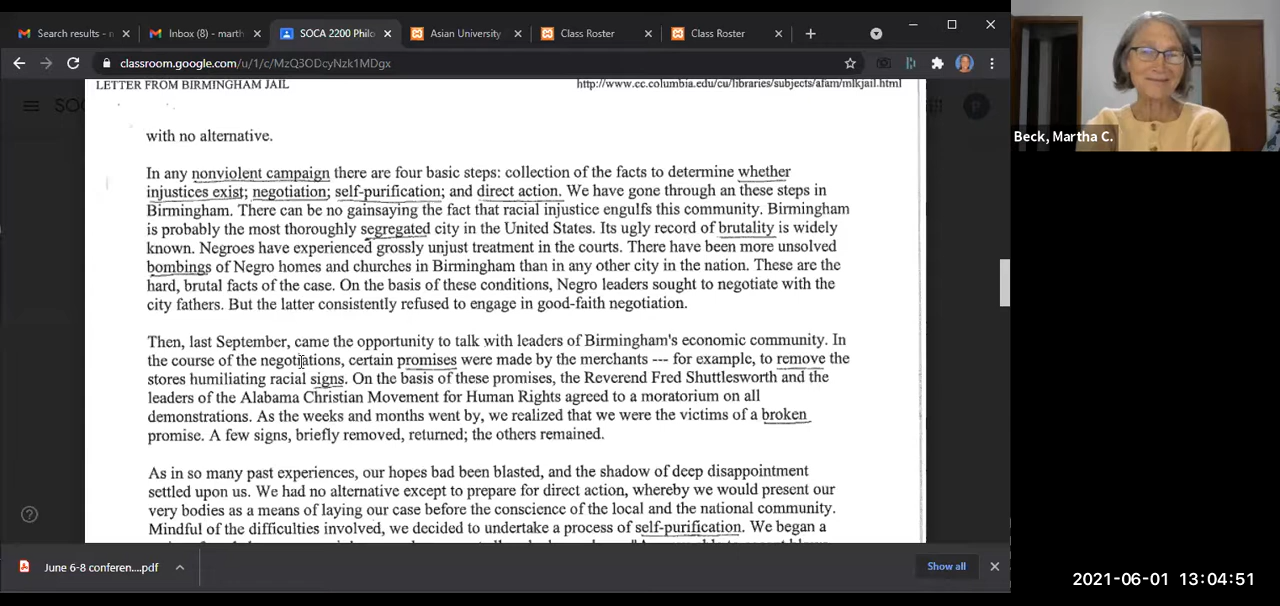 Search results - n
Inbox (8) - marth
SOCA 2200 Philo
Asian University
Class Roster
Class Roster
classroom.google.com/u/1/c/MzQ3ODcyNzk1MDgx
LETTER FROM BIRMINGHAM JAIL http://www.cc.columbia.edu/cu/libraries/subjects/afam/mlkjail.html
with no alternative.
In any nonviolent campaign there are four basic steps: collection of the facts to determine whether
injustices exist; negotiation; self-purification; and direct action. We have gone through an these steps in
Birmingham. There can be no gainsaying the fact that racial injustice engulfs this community. Birmingham
is probably the most thoroughly segregated city in the United States. Its ugly record of brutality is widely
known. Negroes have experienced grossly unjust treatment in the courts. There have been more unsolved
bombings of Negro homes and churches in Birmingham than in any other city in the nation. These are the
hard, brutal facts of the case. On the basis of these conditions, Negro leaders sought to negotiate with the
city fathers. But the latter consistently refused to engage in good-faith negotiation.
Then, last September, came the opportunity to talk with leaders of Birmingham's economic community. In
the course of the negotiations, certain promises were made by the merchants --- for example, to remove the
stores humiliating racial signs. On the basis of these promises, the Reverend Fred Shuttlesworth and the
leaders of the Alabama Christian Movement for Human Rights agreed to a moratorium on all
demonstrations. As the weeks and months went by, we realized that we were the victims of a broken
promise. A few signs, briefly removed, returned; the others remained.
As in so many past experiences, our hopes bad been blasted, and the shadow of deep disappointment
settled upon us. We had no alternative except to prepare for direct action, whereby we would present our
very bodies as a means of laying our case before the conscience of the local and the national community.
Mindful of the difficulties involved, we decided to undertake a process of self-purification. We began a
June 6-8 conferen....pdf
Show all
Beck, Martha C.
2021-06-01 13:04:51